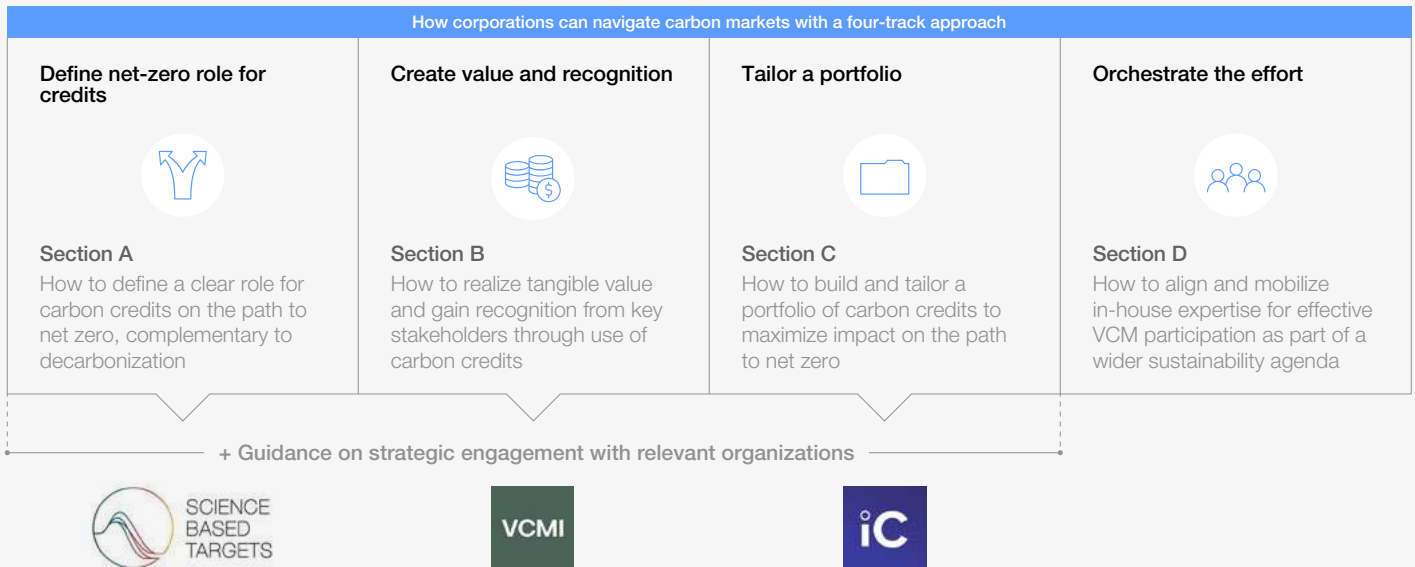 How corporations can navigate carbon markets with a four-track approach
Define net-zero role for
credits
Section A
How to define a clear role for
carbon credits on the path to
net zero, complementary to
decarbonization
Create value and recognition
$
Section B
How to realize tangible value
and gain recognition from key
stakeholders through use of
carbon credits
Tailor a portfolio
Section C
How to build and tailor a
portfolio of carbon credits to
maximize impact on the path
to net zero
Orchestrate the effort
Section D
How to align and mobilize
in-house expertise for effective
VCM participation as part of a
wider sustainability agenda
+ Guidance on strategic engagement with relevant organizations
SCIENCE
BASED
TARGETS
VCMI
iC